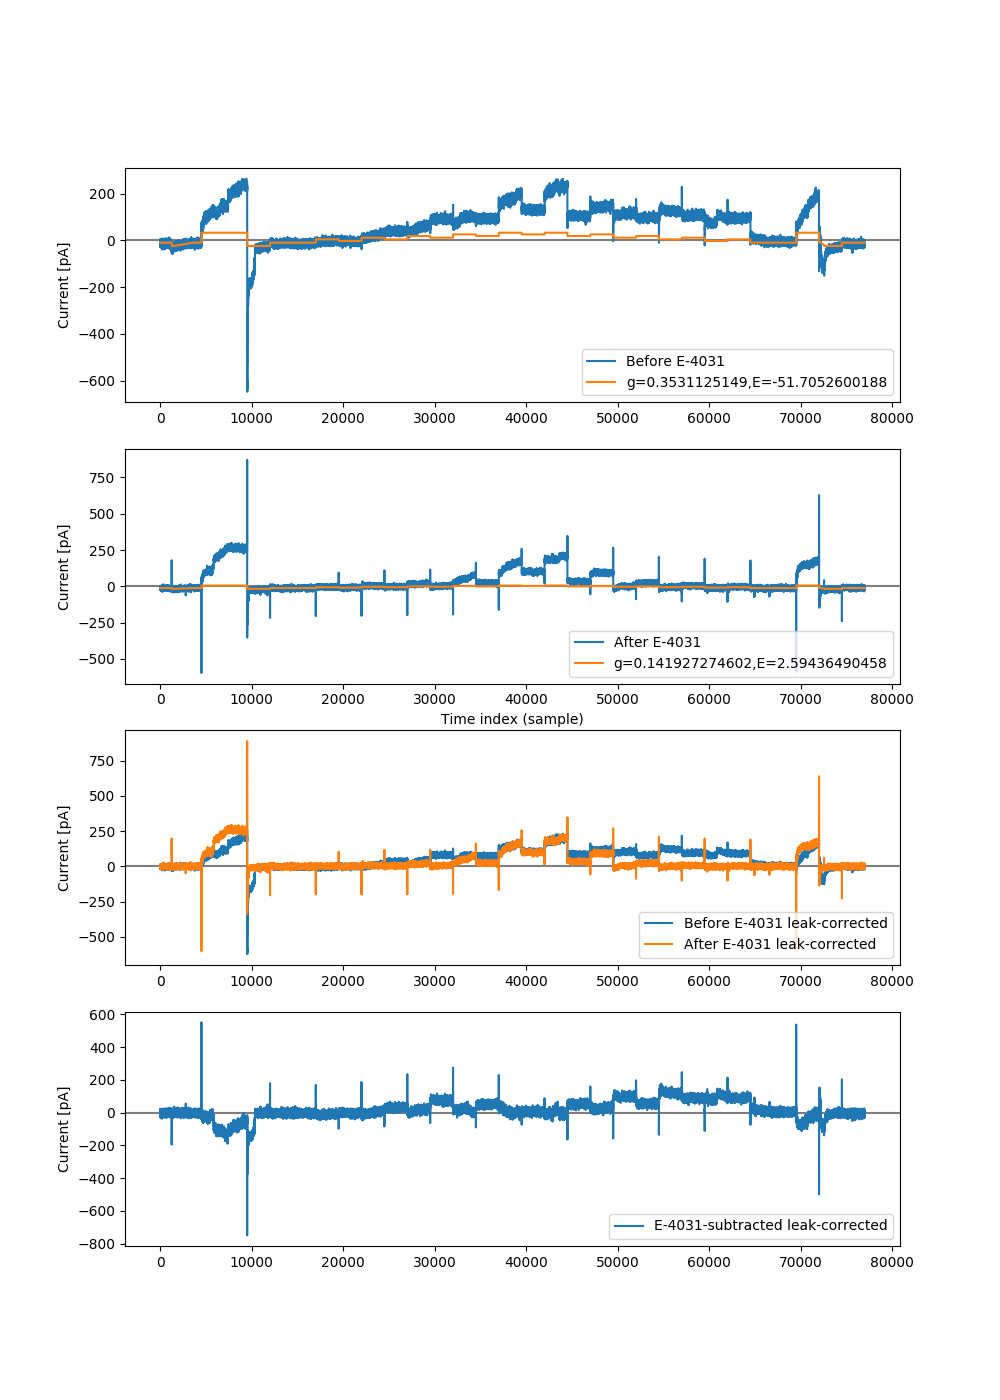 200
0
−200
−400
−600
Current [pA]
Before E-4031
g=0.3531125149,E=-51.7052600188
0 10000 20000 30000 40000 50000 60000 70000 80000
750
500
250
0
−250
−500
Current [pA]
After E-4031
g=0.141927274602,E=2.59436490458
0 10000 20000 30000 40000 50000 60000 70000 80000
Time index (sample)
750
500
250
0
−250
−500
Current [pA]
Before E-4031 leak-corrected
After E-4031 leak-corrected
0 10000 20000 30000 40000 50000 60000 70000 80000
600
400
200
0
−200
−400
−600
−800
Current [pA]
E-4031-subtracted leak-corrected
0 10000 20000 30000 40000 50000 60000 70000 80000